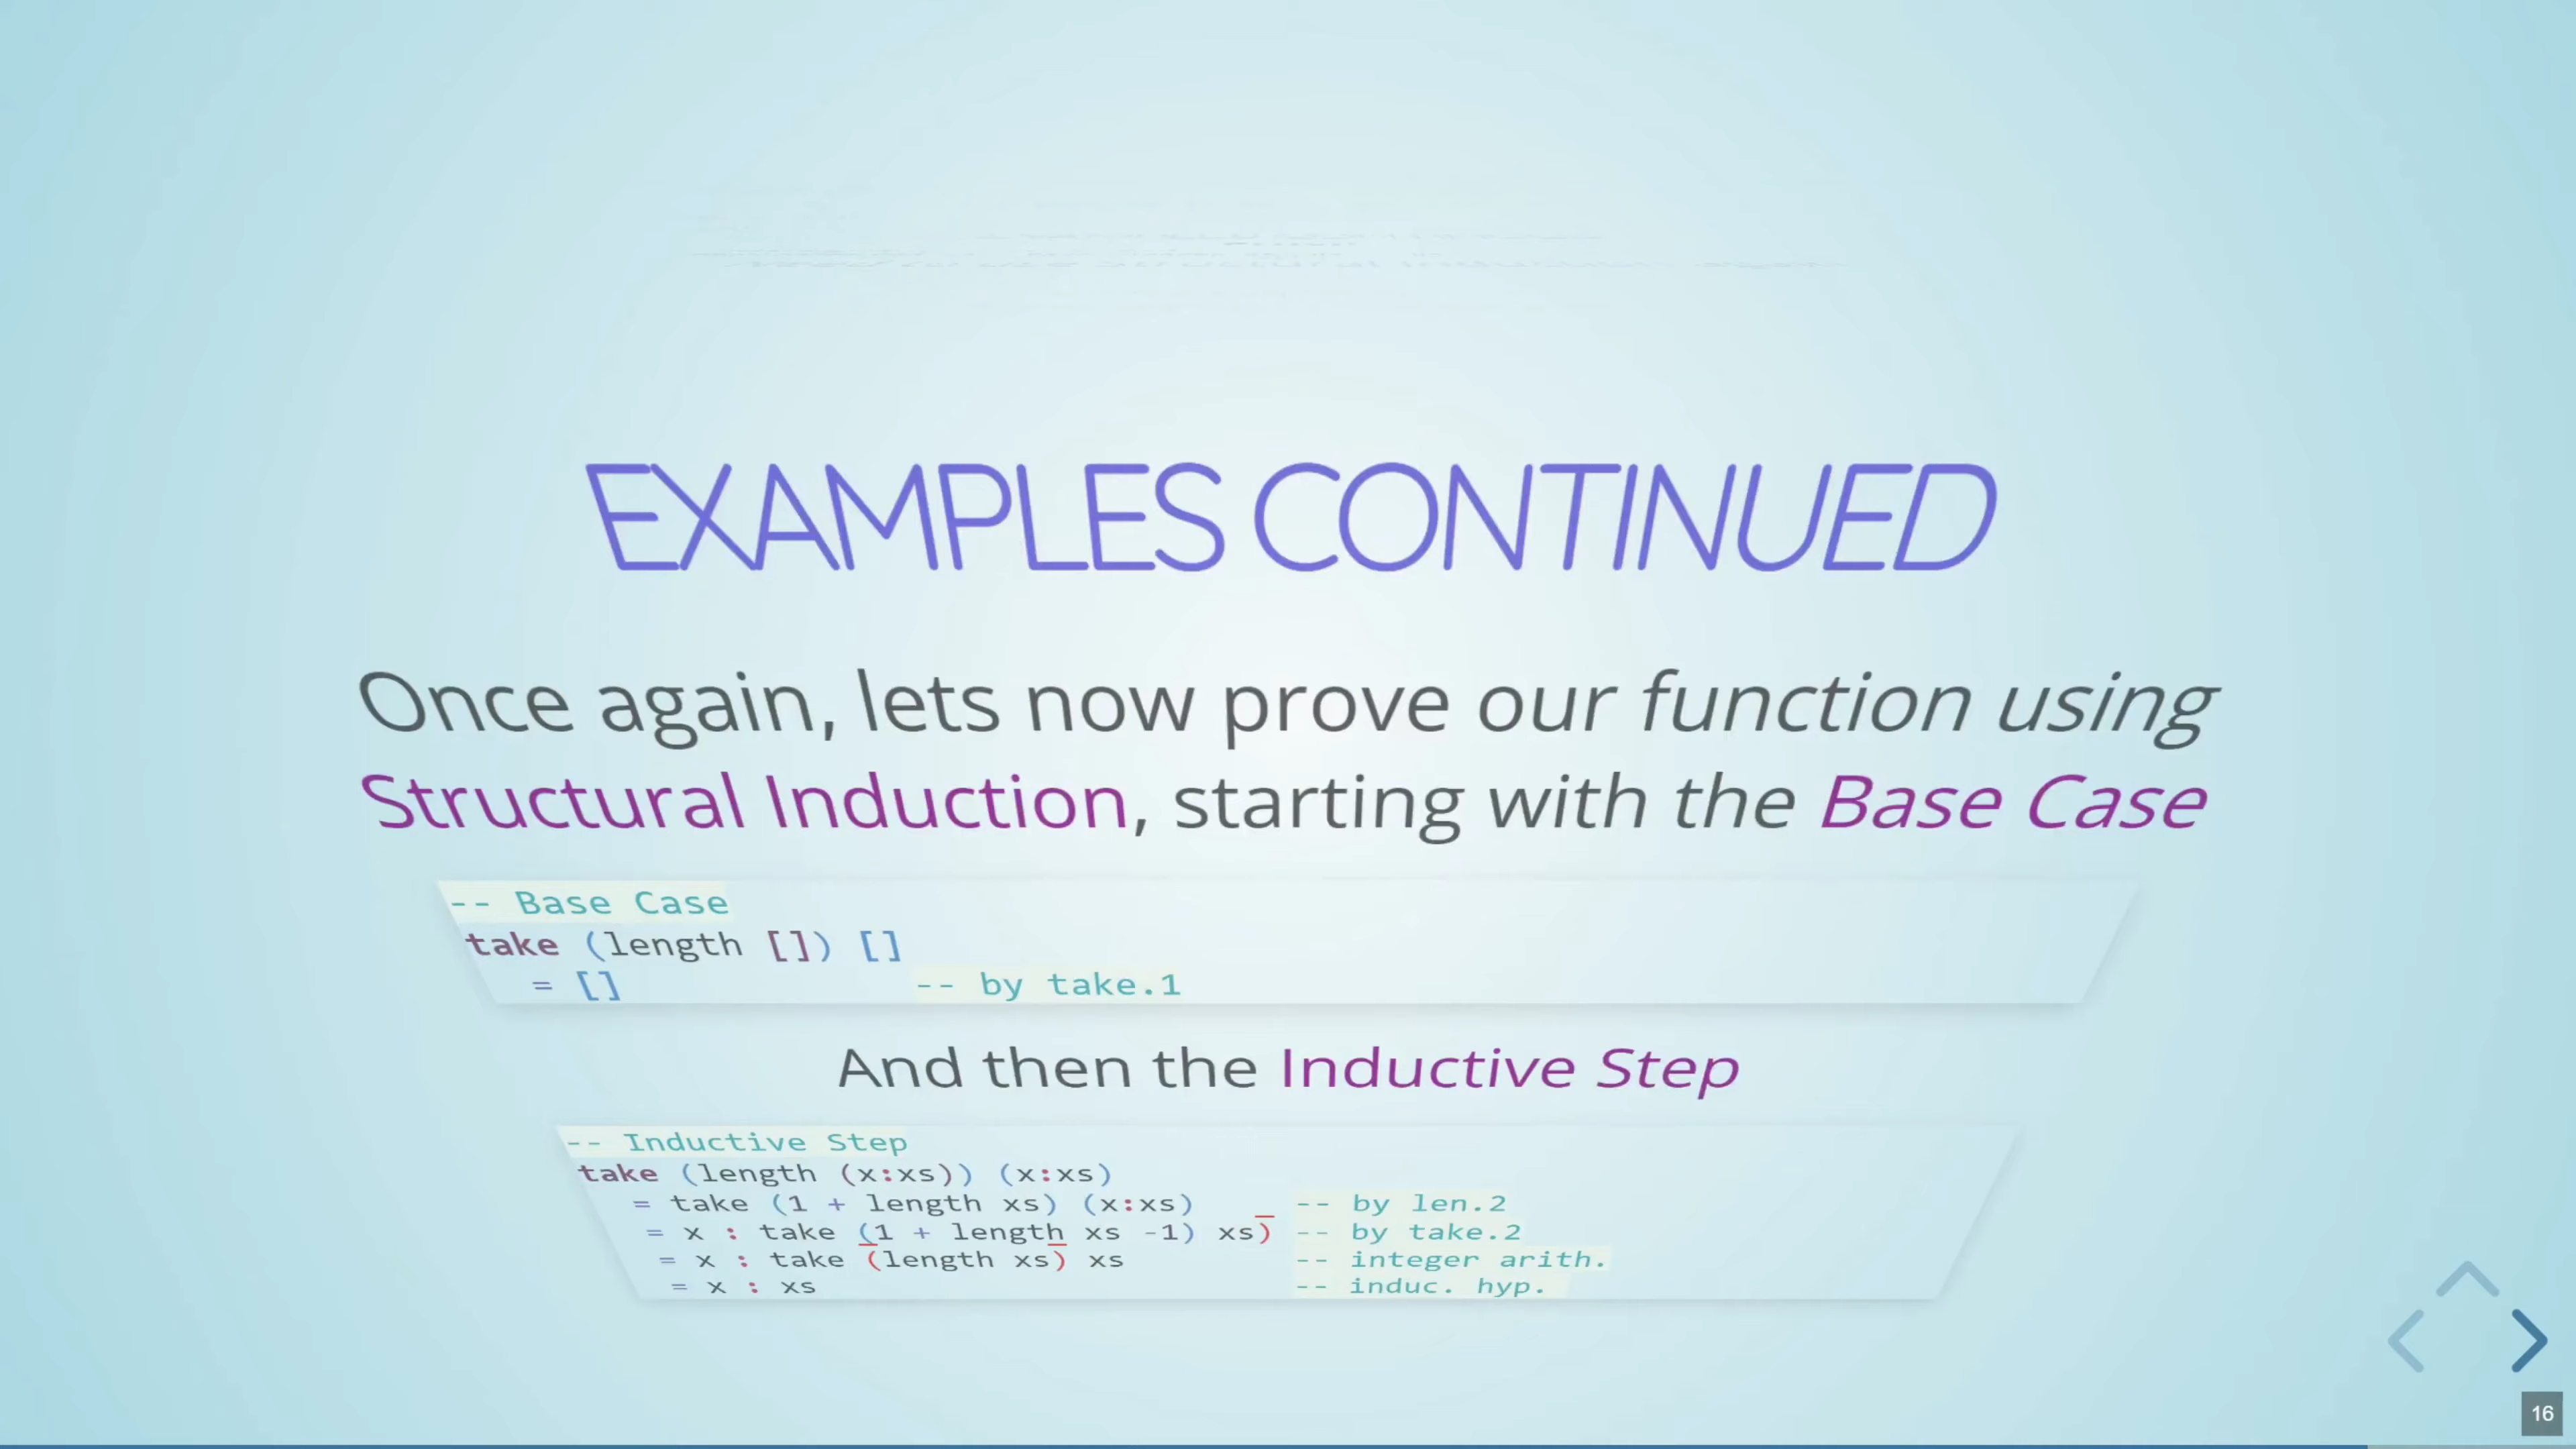 EXAMPLES CONTINUED
Once again, lets now prove our function using
Structural Induction, starting with the Base Case
-- Base Case
take (length []) []
= [] -- by take.1
And then the Inductive Step
-- Inductive Step
take (length (x:xs)) (x:xs)
= take (1 + length xs) (x:xs) -- by len.2
= x : take (1 + length xs -1) xs) -- by take.2
= x : take (length xs) xs -- integer arith.
= x : xs -- induc. hyp.
16